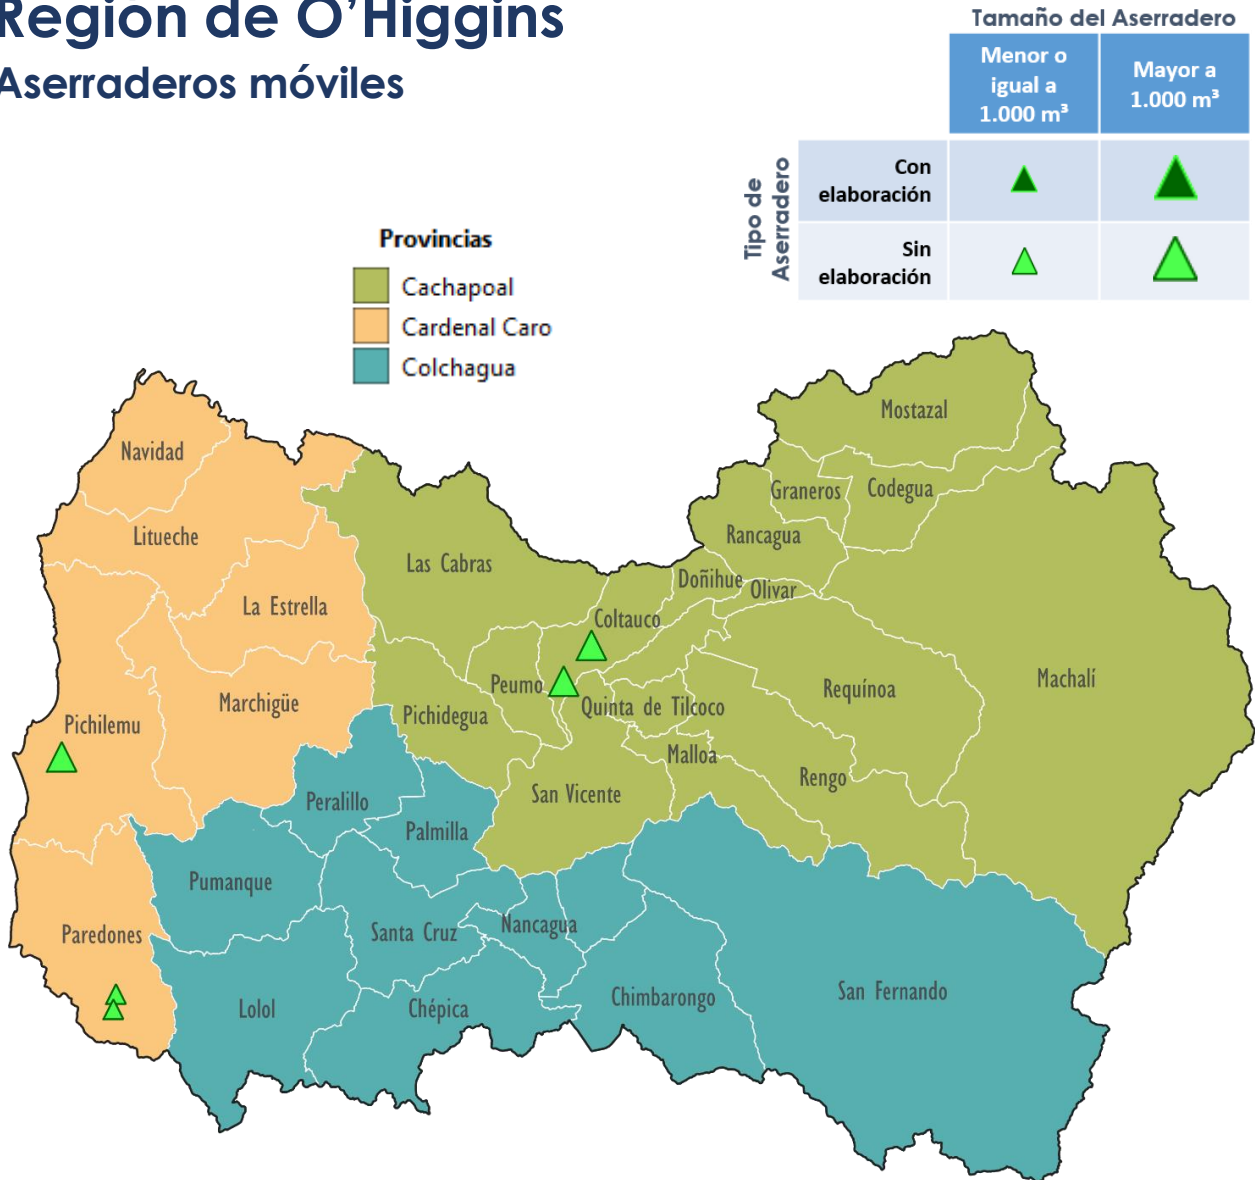 Región de O’Higgins
Aserraderos móviles
Tamaño del Aserradero
Menor o
igual a
1.000 m³
Mayor a
1.000 m³
Tipo de
Aserradero
Con
elaboración
Sin
elaboración
Provincias
Cachapoal
Cardenal Caro
Colchagua
Mostazal
Navidad
Graneros
Codegua
Litueche
Rancagua
Las Cabras
Doñihue
Olivar
La Estrella
Coltauco
Machalí
Peumo
Requínoa
Marchigüe
Quinta de Tilcoco
Pichidegua
Pichilemu
Malloa
Rengo
San Vicente
Peralillo
Palmilla
Pumanque
Nancagua
Santa Cruz
Paredones
San Fernando
Chimbarongo
Lolol
Chépica